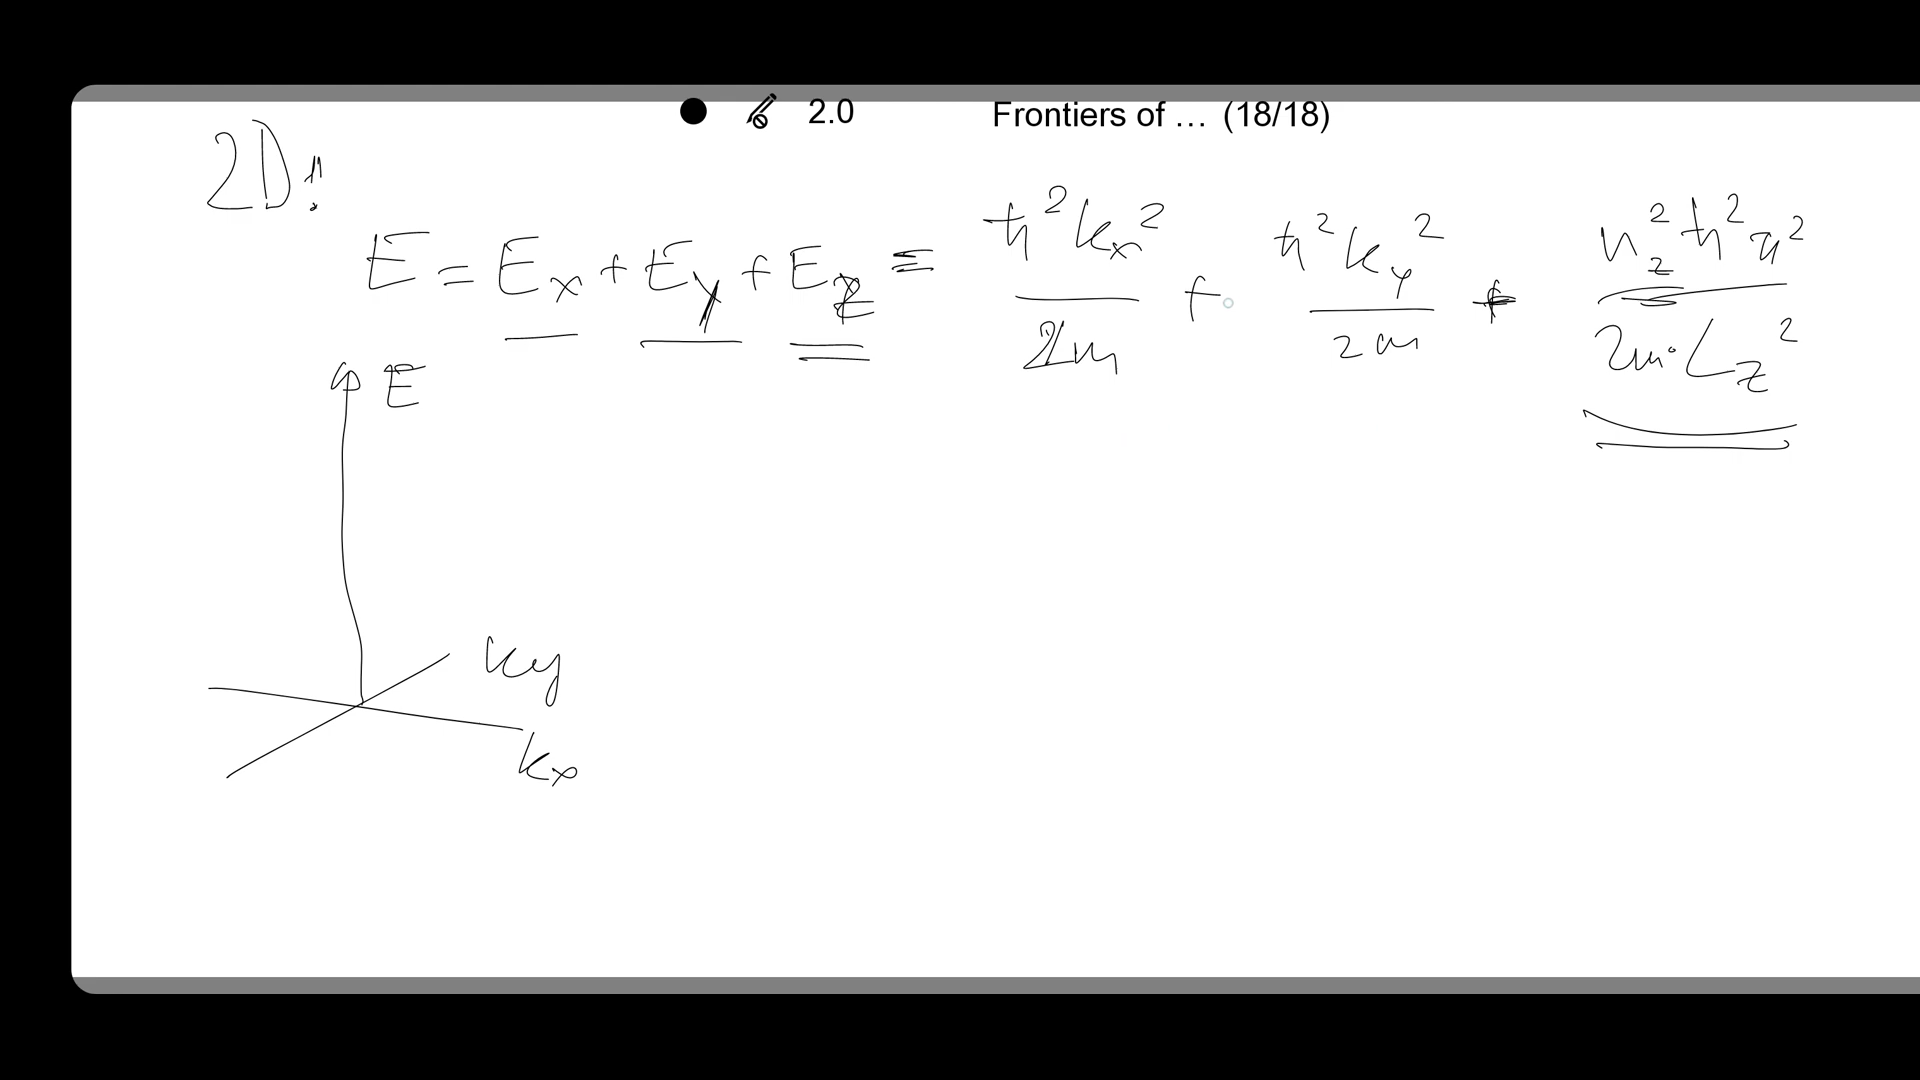 2.0 Frontiers of … (18/18)
2D:
E = Ex + Ey + Ez = ħ²kx²/2m + ħ²ky²/2m + nz²ħ²π²/2m·Lz²
E
ky
kx